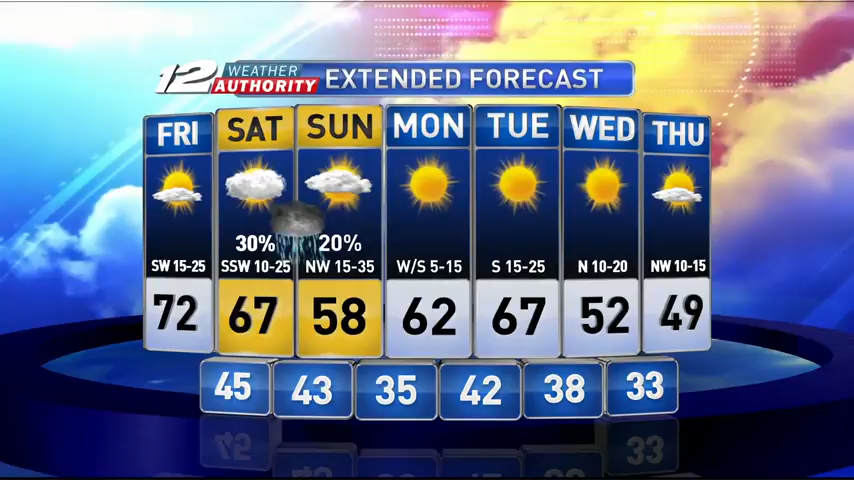 12 WEATHER AUTHORITY EXTENDED FORECAST
FRI SAT SUN MON TUE WED THU
30% 20%
SW 15-25 SSW 10-25 NW 15-35 W/S 5-15 S 15-25 N 10-20 NW 10-15
72 67 58 62 67 52 49
45 43 35 42 38 33